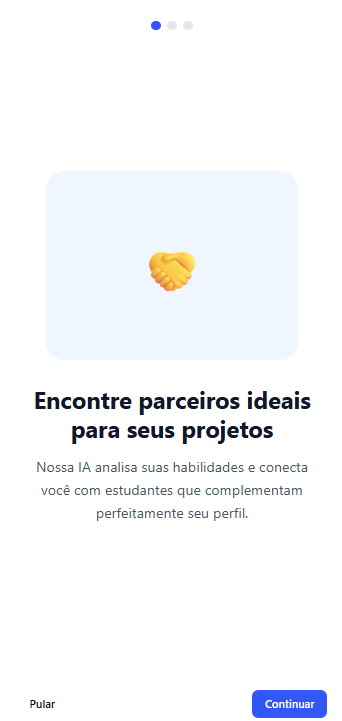 Encontre parceiros ideais
para seus projetos
Nossa IA analisa suas habilidades e conecta
você com estudantes que complementam
perfeitamente seu perfil.
Pular
Continuar